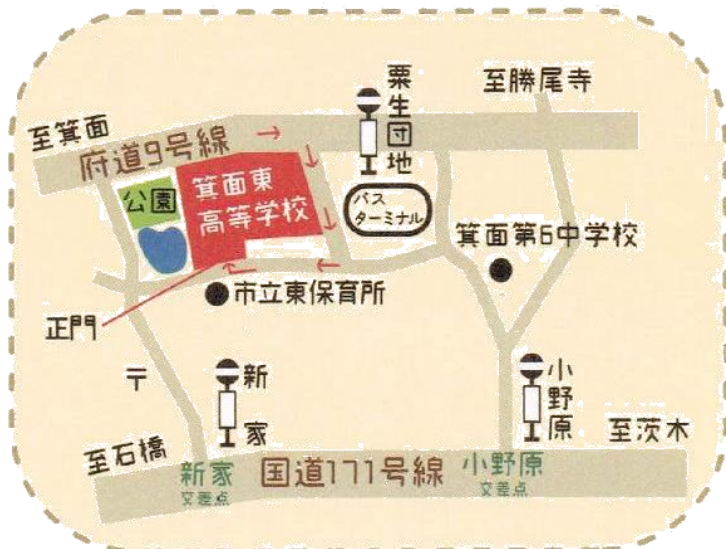 至勝尾寺
粟生団地
至箕面
府道9号線
箕面東
高等学校
公園
バス
ターミナル
箕面第6中学校
市立東保育所
正門
〒
新家
小野原
至茨木
至石橋
新家
交差点
国道171号線
小野原
交差点